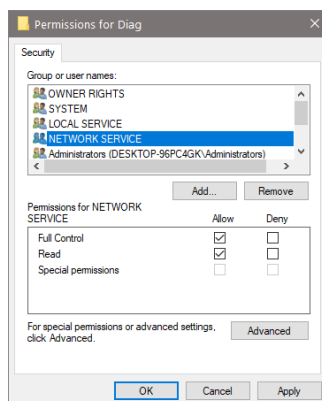 Permissions for Diag
Security
Group or user names:
OWNER RIGHTS
SYSTEM
LOCAL SERVICE
NETWORK SERVICE
Administrators (DESKTOP-96PC4GK\Administrators)
Add... Remove
Permissions for NETWORK
SERVICE Allow Deny
Full Control
Read
Special permissions
For special permissions or advanced settings,
click Advanced.
Advanced
OK Cancel Apply